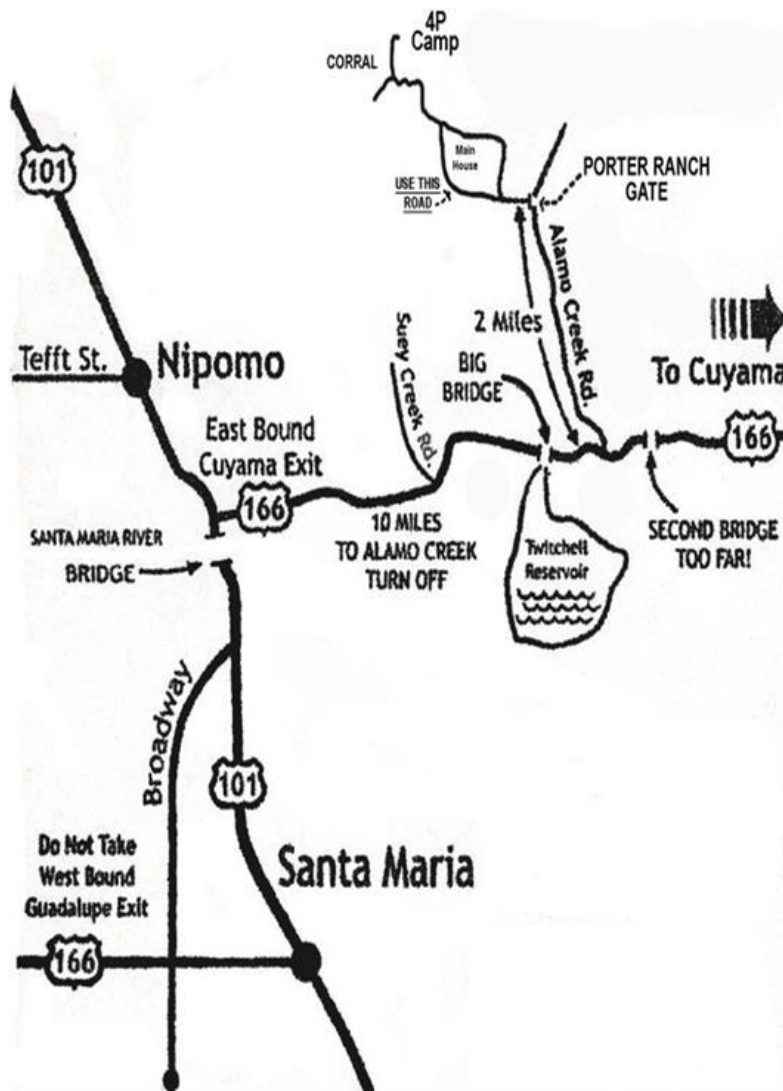 4P
Camp
CORRAL
Main
House
USE THIS
ROAD
PORTER RANCH
GATE
101
Alamo Creek Rd.
2 Miles
Suey Creek Rd.
BIG
BRIDGE
To Cuyama
Tefft St.
Nipomo
East Bound
Cuyama Exit
166
166
10 MILES
TO ALAMO CREEK
TURN OFF
SECOND BRIDGE
TOO FAR!
Twitchell
Reservoir
SANTA MARIA RIVER
BRIDGE
Broadway
101
Do Not Take
West Bound
Guadalupe Exit
Santa Maria
166